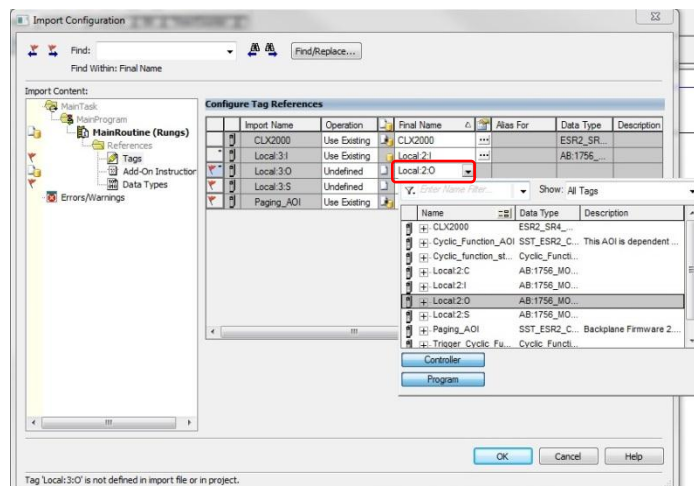 Import Configuration
Find:
Find/Replace...
Find Within: Final Name
Import Content:
MainTask
MainProgram
MainRoutine (Rungs)
References
Tags
Add-On Instruction
Data Types
Errors/Warnings
Configure Tag References
Import Name Operation Final Name Alias For Data Type Description
CLX2000 Use Existing CLX2000 ... ESR2_SR...
Local:3:I Use Existing Local:2:I ... AB:1756_...
Local:3:O Undefined Local:2:O
Local:3:S Undefined
Paging_AOI Use Existing
Enter Name Filter... Show: All Tags
Name Data Type Description
CLX2000 ESR2_SR4_...
Cyclic_Function_AOI SST_ESR2_C... This AOI is dependent ...
Cyclic_function_st... Cyclic_Functi...
Local:2:C AB:1756_MO...
Local:2:I AB:1756_MO...
Local:2:O AB:1756_MO...
Local:2:S AB:1756_MO...
Paging_AOI SST_ESR2_C... Backplane Firmware 2....
Trigger_Cyclic_Fu... Cyclic_Functi...
Controller
Program
OK Cancel Help
Tag 'Local:3:O' is not defined in import file or in project.